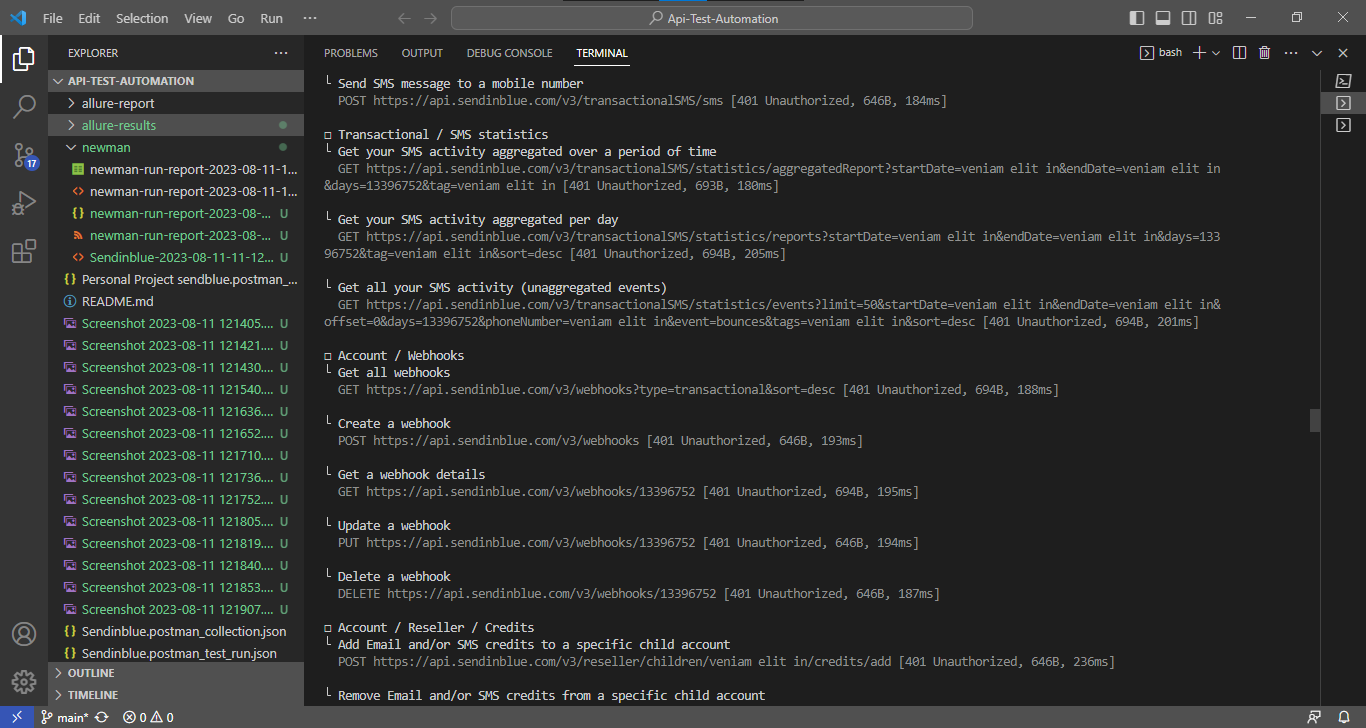 File Edit Selection View Go Run ··· Api-Test-Automation
EXPLORER ···
API-TEST-AUTOMATION
allure-report
allure-results
newman
newman-run-report-2023-08-11-1...
newman-run-report-2023-08-11-1...
newman-run-report-2023-08-... U
newman-run-report-2023-08-... U
Sendinblue-2023-08-11-11-12... U
Personal Project sendblue.postman_...
README.md
Screenshot 2023-08-11 121405.... U
Screenshot 2023-08-11 121421.... U
Screenshot 2023-08-11 121430.... U
Screenshot 2023-08-11 121540.... U
Screenshot 2023-08-11 121636.... U
Screenshot 2023-08-11 121652.... U
Screenshot 2023-08-11 121710.... U
Screenshot 2023-08-11 121736.... U
Screenshot 2023-08-11 121752.... U
Screenshot 2023-08-11 121805.... U
Screenshot 2023-08-11 121819.... U
Screenshot 2023-08-11 121840.... U
Screenshot 2023-08-11 121853.... U
Screenshot 2023-08-11 121907.... U
Sendinblue.postman_collection.json
Sendinblue.postman_test_run.json
OUTLINE
TIMELINE
17
PROBLEMS OUTPUT DEBUG CONSOLE TERMINAL bash
└ Send SMS message to a mobile number
POST https://api.sendinblue.com/v3/transactionalSMS/sms [401 Unauthorized, 646B, 184ms]
□ Transactional / SMS statistics
└ Get your SMS activity aggregated over a period of time
GET https://api.sendinblue.com/v3/transactionalSMS/statistics/aggregatedReport?startDate=veniam elit in&endDate=veniam elit in
&days=13396752&tag=veniam elit in [401 Unauthorized, 693B, 180ms]
└ Get your SMS activity aggregated per day
GET https://api.sendinblue.com/v3/transactionalSMS/statistics/reports?startDate=veniam elit in&endDate=veniam elit in&days=133
96752&tag=veniam elit in&sort=desc [401 Unauthorized, 694B, 205ms]
└ Get all your SMS activity (unaggregated events)
GET https://api.sendinblue.com/v3/transactionalSMS/statistics/events?limit=50&startDate=veniam elit in&endDate=veniam elit in&
offset=0&days=13396752&phoneNumber=veniam elit in&event=bounces&tags=veniam elit in&sort=desc [401 Unauthorized, 694B, 201ms]
□ Account / Webhooks
└ Get all webhooks
GET https://api.sendinblue.com/v3/webhooks?type=transactional&sort=desc [401 Unauthorized, 694B, 188ms]
└ Create a webhook
POST https://api.sendinblue.com/v3/webhooks [401 Unauthorized, 646B, 193ms]
└ Get a webhook details
GET https://api.sendinblue.com/v3/webhooks/13396752 [401 Unauthorized, 694B, 195ms]
└ Update a webhook
PUT https://api.sendinblue.com/v3/webhooks/13396752 [401 Unauthorized, 646B, 194ms]
└ Delete a webhook
DELETE https://api.sendinblue.com/v3/webhooks/13396752 [401 Unauthorized, 646B, 187ms]
□ Account / Reseller / Credits
└ Add Email and/or SMS credits to a specific child account
POST https://api.sendinblue.com/v3/reseller/children/veniam elit in/credits/add [401 Unauthorized, 646B, 236ms]
└ Remove Email and/or SMS credits from a specific child account
main* 0 0